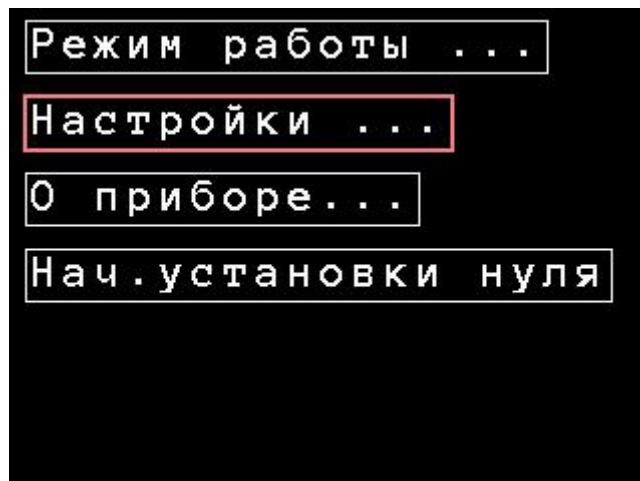 Режим работы ...
Настройки ...
О приборе...
Нач.установки нуля